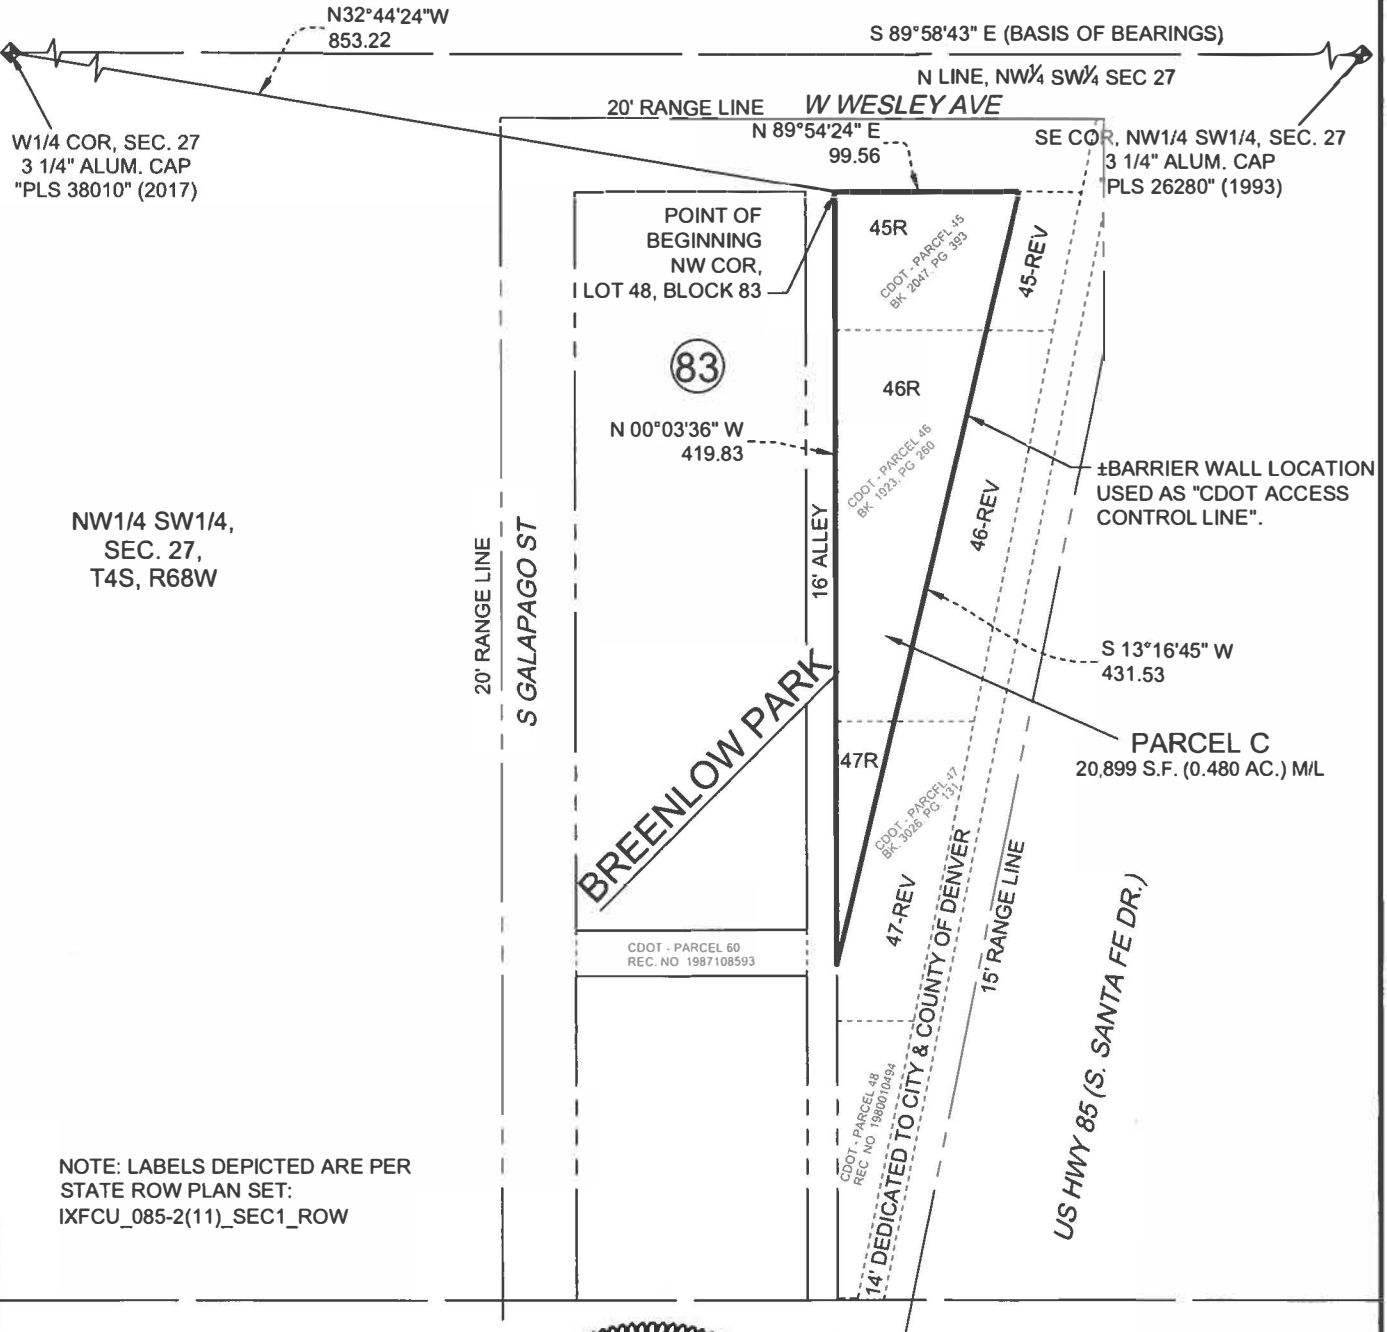 N32°44'24"W
853.22
S 89°58'43" E (BASIS OF BEARINGS)
N LINE, NW¼ SW¼ SEC 27
20' RANGE LINE
W WESLEY AVE
N 89°54'24" E
99.56
W1/4 COR, SEC. 27
3 1/4" ALUM. CAP
"PLS 38010" (2017)
SE COR, NW1/4 SW1/4, SEC. 27
3 1/4" ALUM. CAP
"PLS 26280" (1993)
POINT OF
BEGINNING
NW COR,
LOT 48, BLOCK 83
45R
CDOT - PARCEL 45
BK 2047, PG 393
45-REV
83
46R
N 00°03'36" W
419.83
CDOT - PARCEL 46
BK 1923, PG 260
±BARRIER WALL LOCATION
USED AS "CDOT ACCESS
CONTROL LINE".
46-REV
NW1/4 SW1/4,
SEC. 27,
T4S, R68W
20' RANGE LINE
S GALAPAGO ST
16' ALLEY
S 13°16'45" W
431.53
BREENLOW PARK
PARCEL C
20,899 S.F. (0.480 AC.) M/L
47R
CDOT - PARCEL 47
BK. 3026, PG 131
47-REV
15' RANGE LINE
CDOT - PARCEL 60
REC. NO 1987108593
US HWY 85 (S. SANTA FE DR.)
14' DEDICATED TO CITY & COUNTY OF DENVER
CDOT - PARCEL 48
REC NO 1980010494
NOTE: LABELS DEPICTED ARE PER
STATE ROW PLAN SET:
IXFCU_085-2(11)_SEC1_ROW